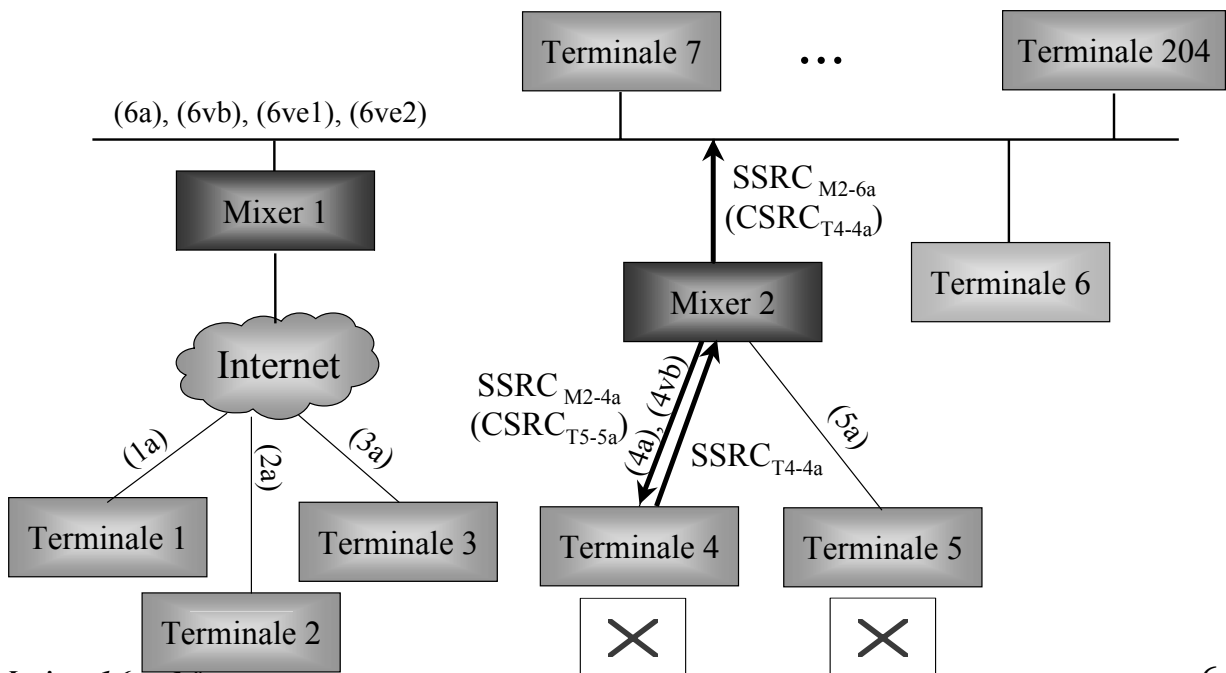 Terminale 7
...
Terminale 204
(6a), (6vb), (6ve1), (6ve2)
Mixer 1
SSRC M2-6a
(CSRC T4-4a)
Terminale 6
Mixer 2
Internet
SSRC M2-4a
(CSRC T5-5a)
(4a), (4vb)
SSRC T4-4a
(5a)
(1a)
(2a)
(3a)
Terminale 1
Terminale 3
Terminale 4
Terminale 5
Terminale 2